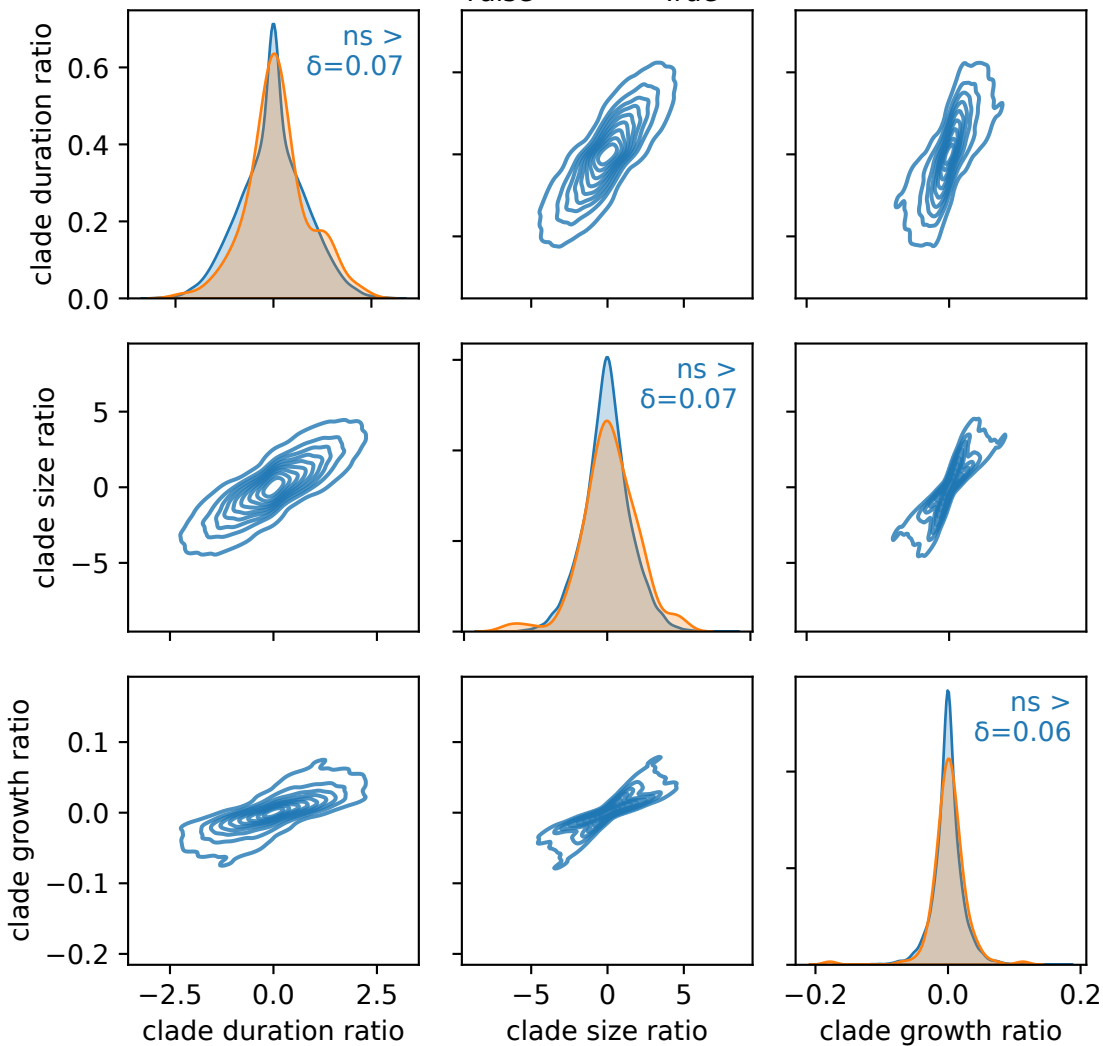 clade duration ratio
0.6
0.4
0.2
0.0
ns >
δ=0.07
clade size ratio
5
0
−5
ns >
δ=0.07
clade growth ratio
0.1
0.0
−0.1
−0.2
ns >
δ=0.06
−2.5 0.0 2.5
clade duration ratio
−5 0 5
clade size ratio
−0.2 0.0 0.2
clade growth ratio